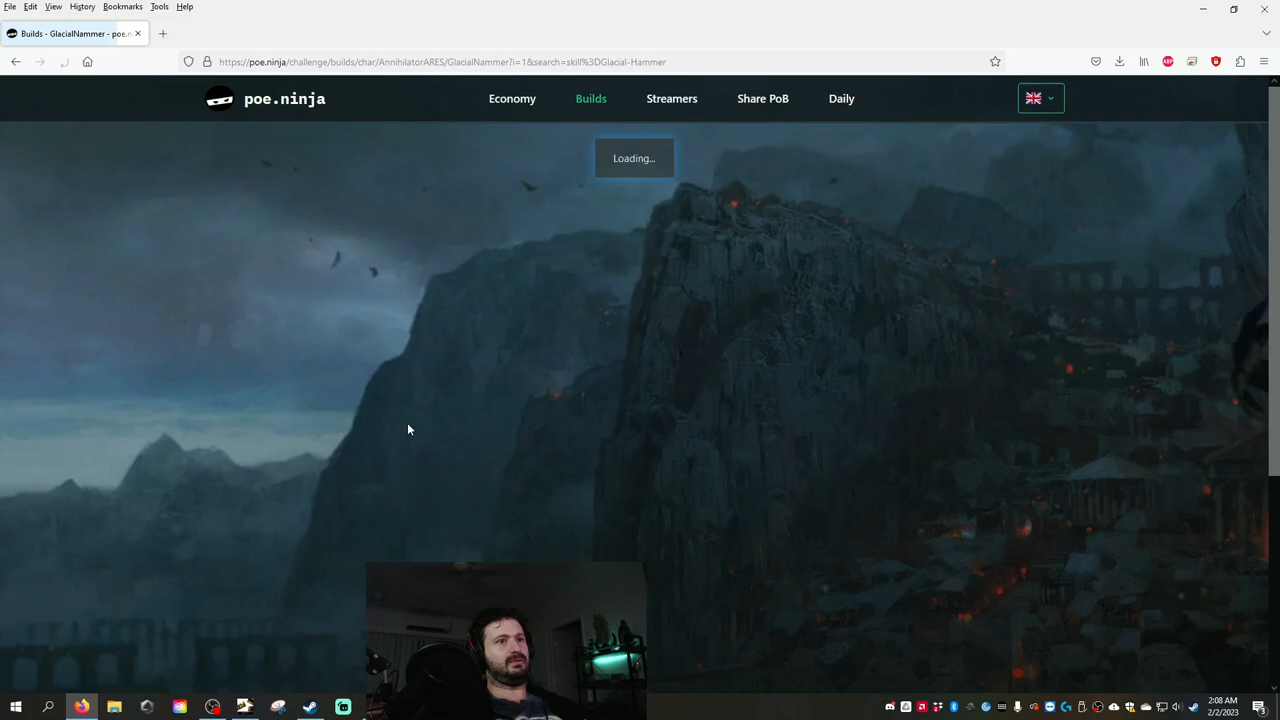 File Edit View History Bookmarks Tools Help
Builds - GlacialNammer - poe.n
https://poe.ninja/challenge/builds/char/AnnihilatorARES/GlacialNammer?i=1&search=skill%3DGlacial-Hammer
ABP
poe.ninja Economy Builds Streamers Share PoB Daily
Loading...
2:08 AM
2/2/2023